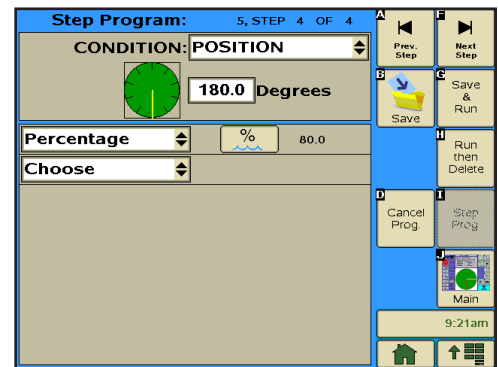 Step Program: 5, STEP 4 OF 4
CONDITION: POSITION
180.0 Degrees
Percentage % 80.0
Choose
A
Prev.
Step
F
Next
Step
B
Save
G
Save
&
Run
H
Run
then
Delete
D
Cancel
Prog.
I
Step
Prog
J
Main
9:21am